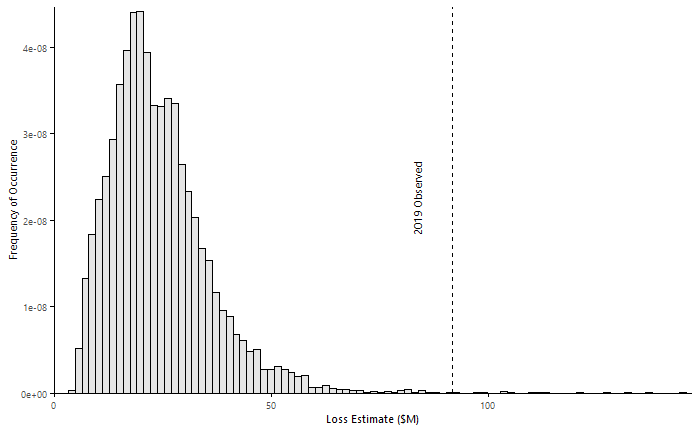 4e-08
3e-08
2e-08
1e-08
0e+00
Frequency of Occurrence
2019 Observed
0
50
100
Loss Estimate ($M)